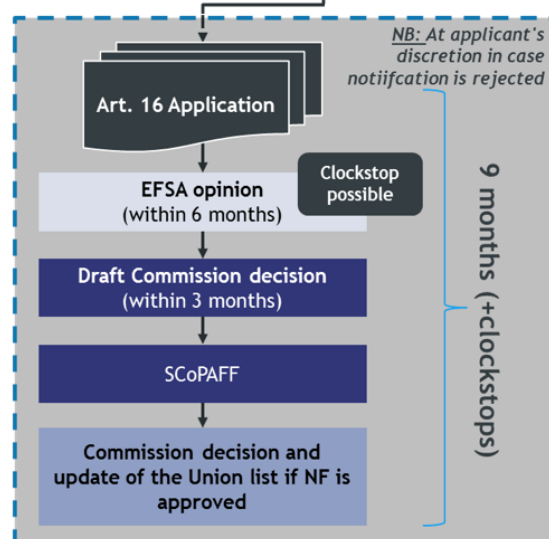 NB: At applicant's
discretion in case
notiifcation is rejected
Art. 16 Application
Clockstop
possible
EFSA opinion
(within 6 months)
Draft Commission decision
(within 3 months)
SCoPAFF
Commission decision and
update of the Union list if NF is
approved
9 months (+clockstops)